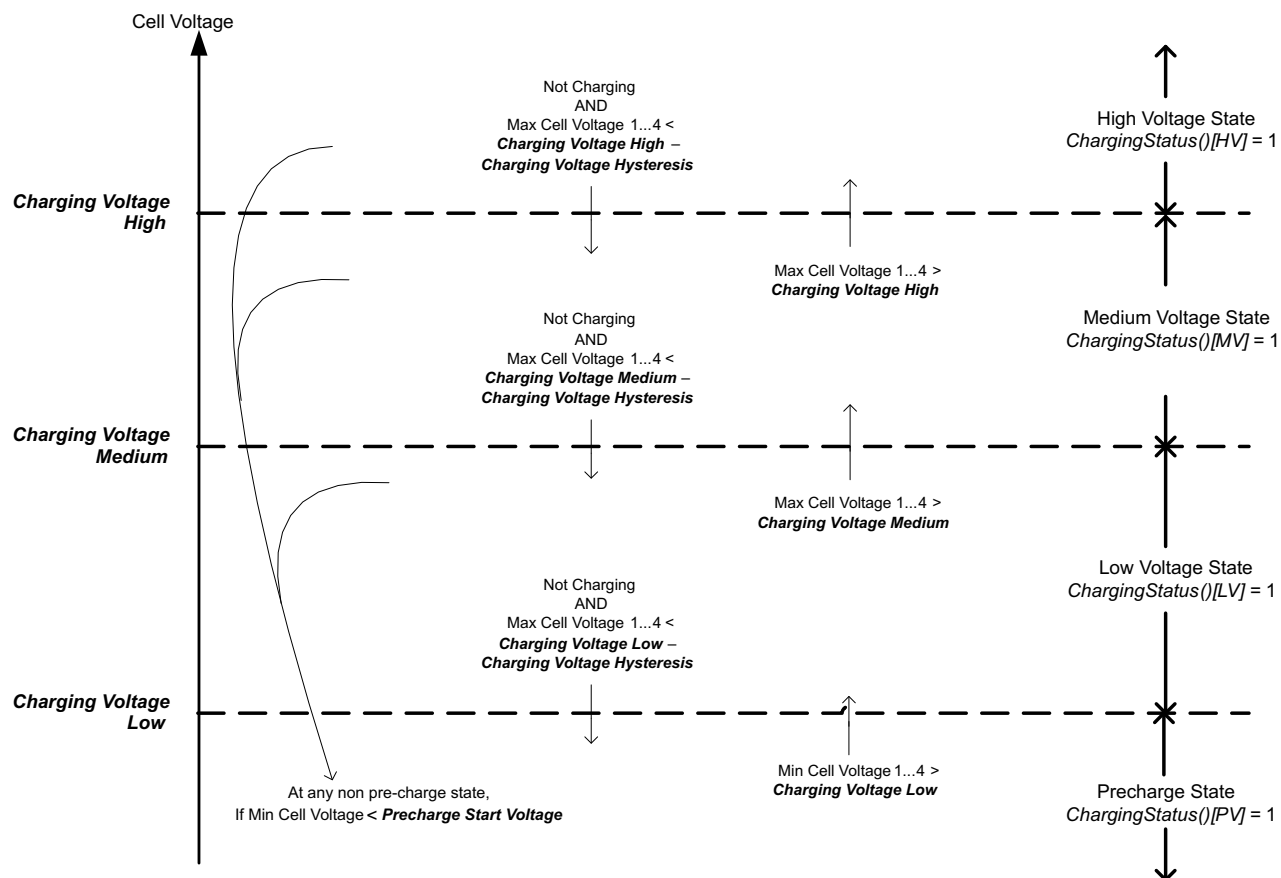 Cell Voltage
Not Charging
AND
Max Cell Voltage 1...4 <
Charging Voltage High –
Charging Voltage Hysteresis
High Voltage State
ChargingStatus()[HV] = 1
Charging Voltage
High
Max Cell Voltage 1...4 >
Charging Voltage High
Not Charging
AND
Max Cell Voltage 1...4 <
Charging Voltage Medium –
Charging Voltage Hysteresis
Medium Voltage State
ChargingStatus()[MV] = 1
Charging Voltage
Medium
Max Cell Voltage 1...4 >
Charging Voltage Medium
Not Charging
AND
Max Cell Voltage 1...4 <
Charging Voltage Low –
Charging Voltage Hysteresis
Low Voltage State
ChargingStatus()[LV] = 1
Charging Voltage
Low
At any non pre-charge state,
If Min Cell Voltage < Precharge Start Voltage
Min Cell Voltage 1...4 >
Charging Voltage Low
Precharge State
ChargingStatus()[PV] = 1